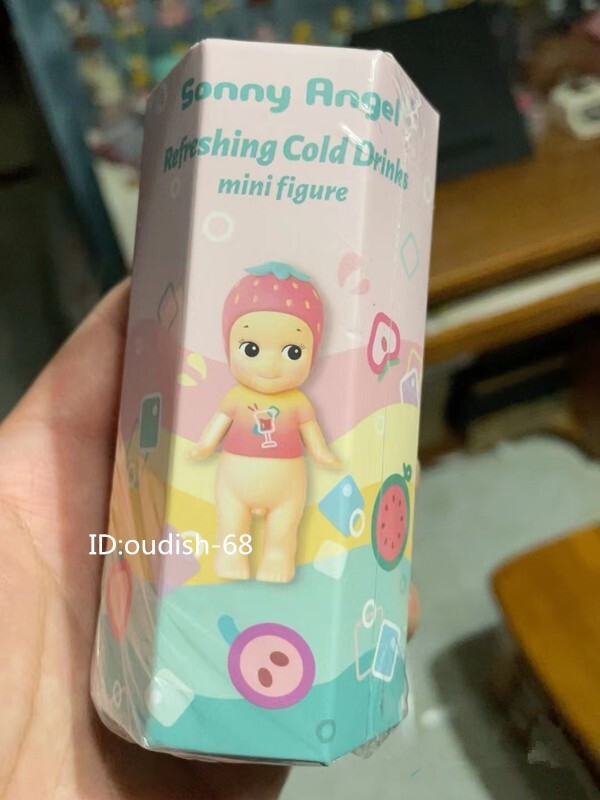 Sonny Angel
Refreshing Cold Drinks
mini figure
ID:oudish-68